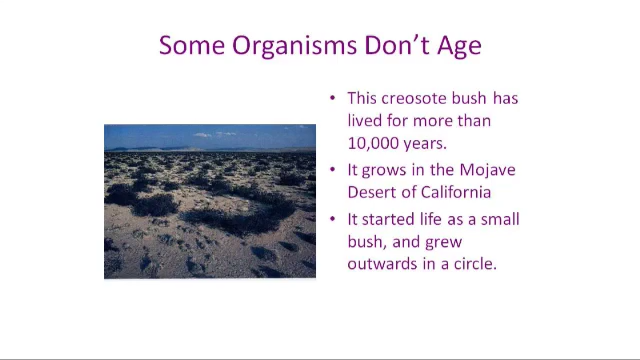 Some Organisms Don't Age
• This creosote bush has
lived for more than
10,000 years.
• It grows in the Mojave
Desert of California
• It started life as a small
bush, and grew
outwards in a circle.